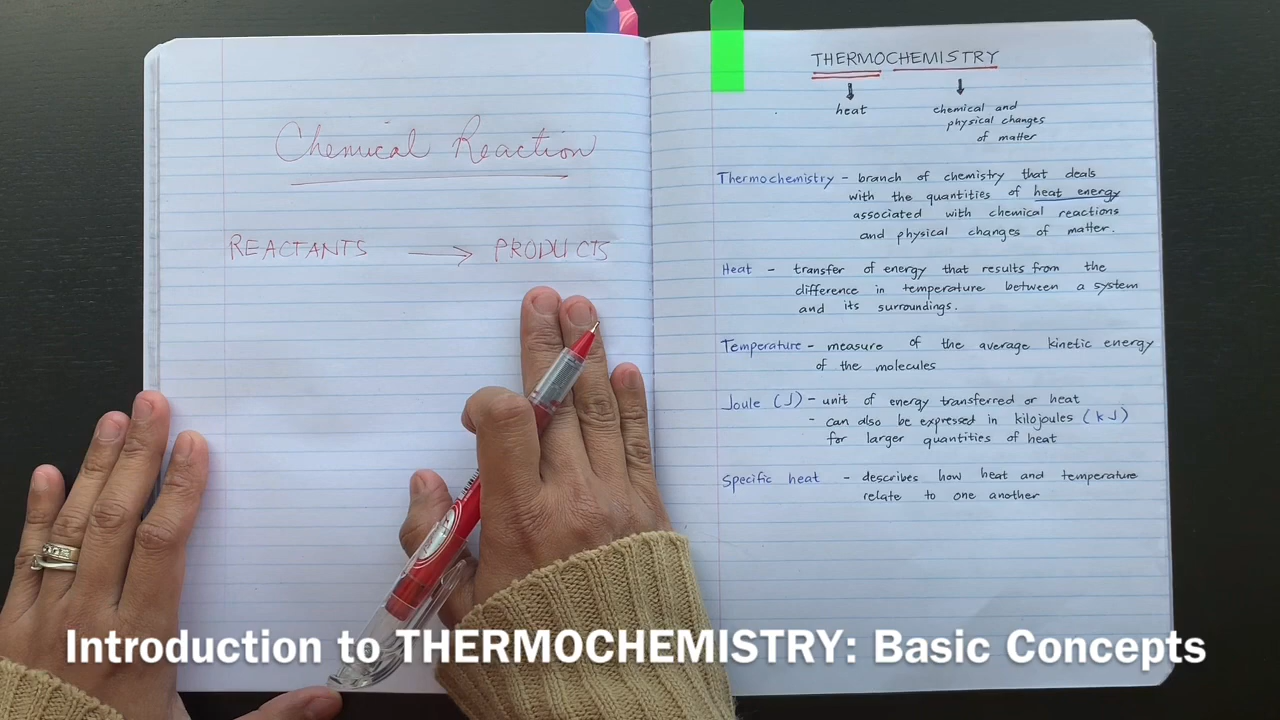 Chemical Reaction
REACTANTS → PRODUCTS
THERMOCHEMISTRY
heat
chemical and
physical changes
of matter
Thermochemistry - branch of chemistry that deals
with the quantities of heat energy
associated with chemical reactions
and physical changes of matter.
Heat - transfer of energy that results from the
difference in temperature between a system
and its surroundings.
Temperature - measure of the average kinetic energy
of the molecules
Joule (J) - unit of energy transferred or heat
- can also be expressed in kilojoules (kJ)
for larger quantities of heat
Specific heat - describes how heat and temperature
relate to one another
Introduction to THERMOCHEMISTRY: Basic Concepts